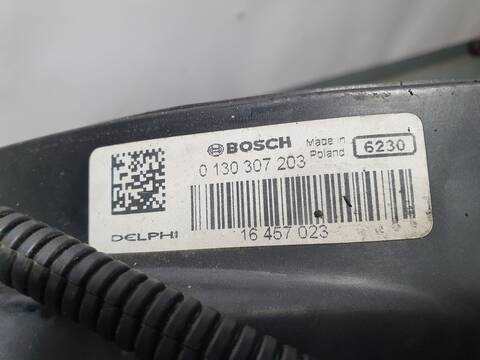 BOSCH Made in Poland 6230
0 130 307 203
DELPHI 16 457 023